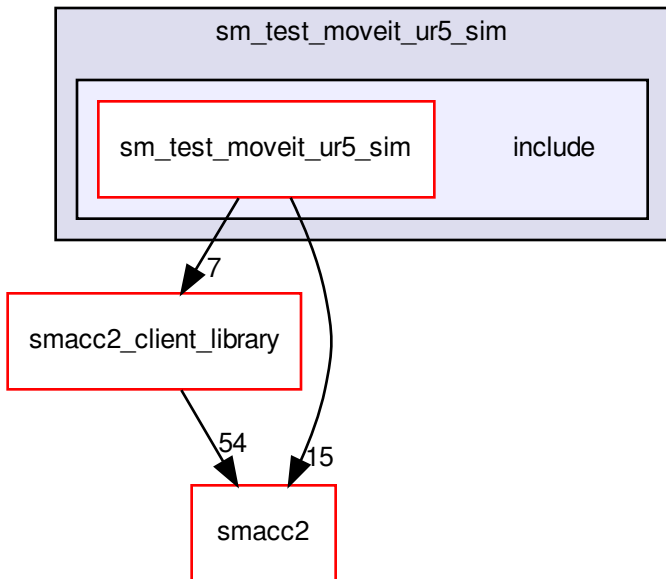 sm_test_moveit_ur5_sim
sm_test_moveit_ur5_sim
include
7
smacc2_client_library
54
15
smacc2